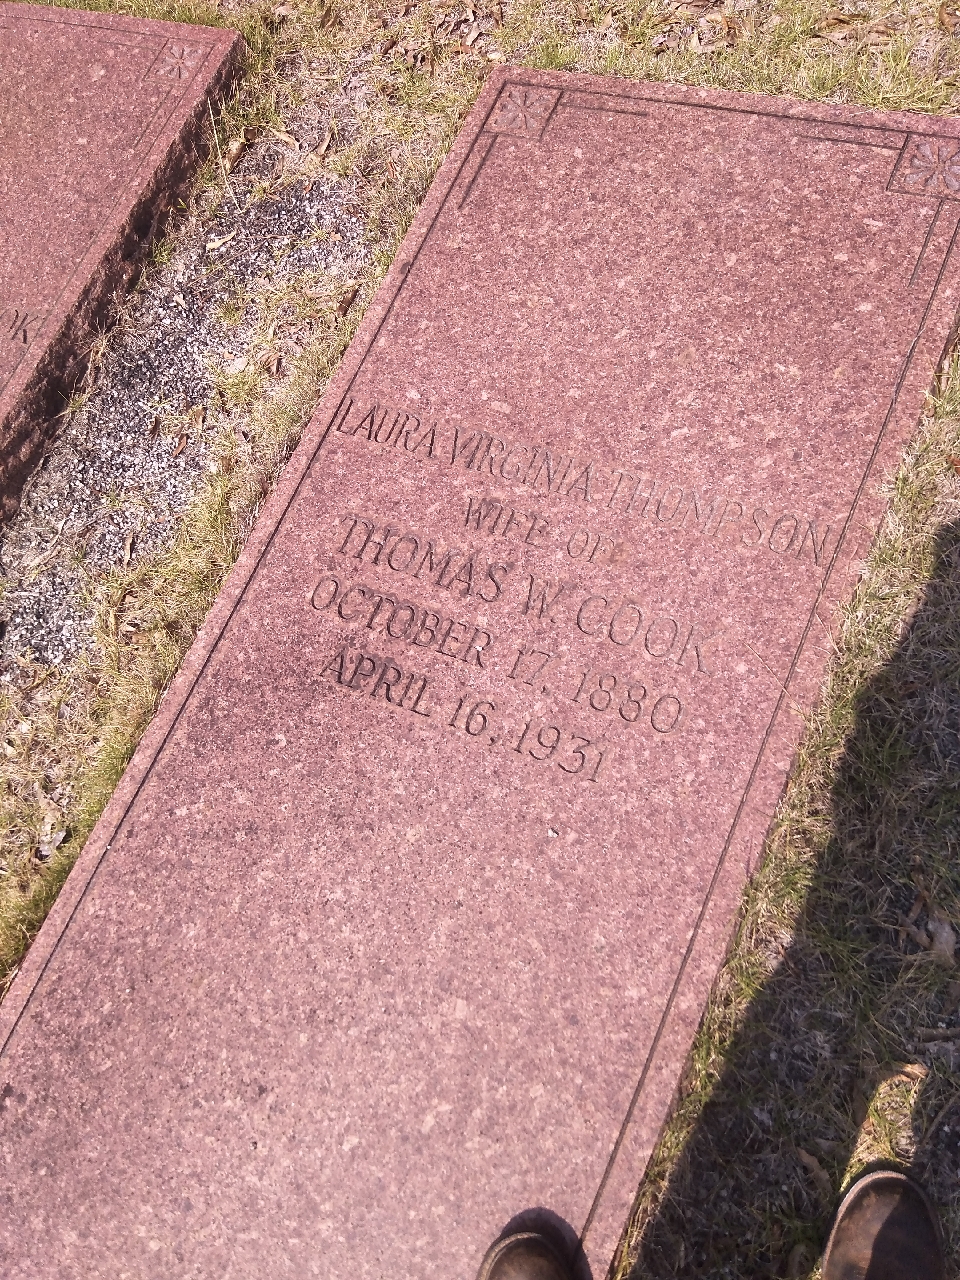 LAURA VIRGINIA THOMPSON
WIFE OF
THOMAS W. COOK
OCTOBER 17, 1880
APRIL 16, 1931